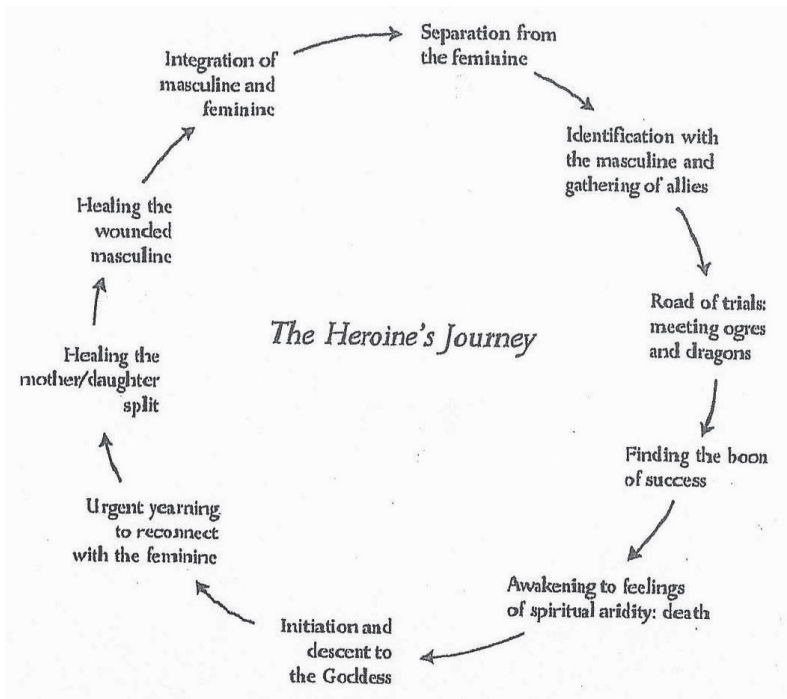 Separation from
the feminine
Identification with
the masculine and
gathering of allies
Road of trials:
meeting ogres
and dragons
Finding the boon
of success
Awakening to feelings
of spiritual aridity: death
Initiation and
descent to
the Goddess
Urgent yearning
to reconnect
with the feminine
Healing the
mother/daughter
split
Healing the
wounded
masculine
Integration of
masculine and
feminine
The Heroine's Journey